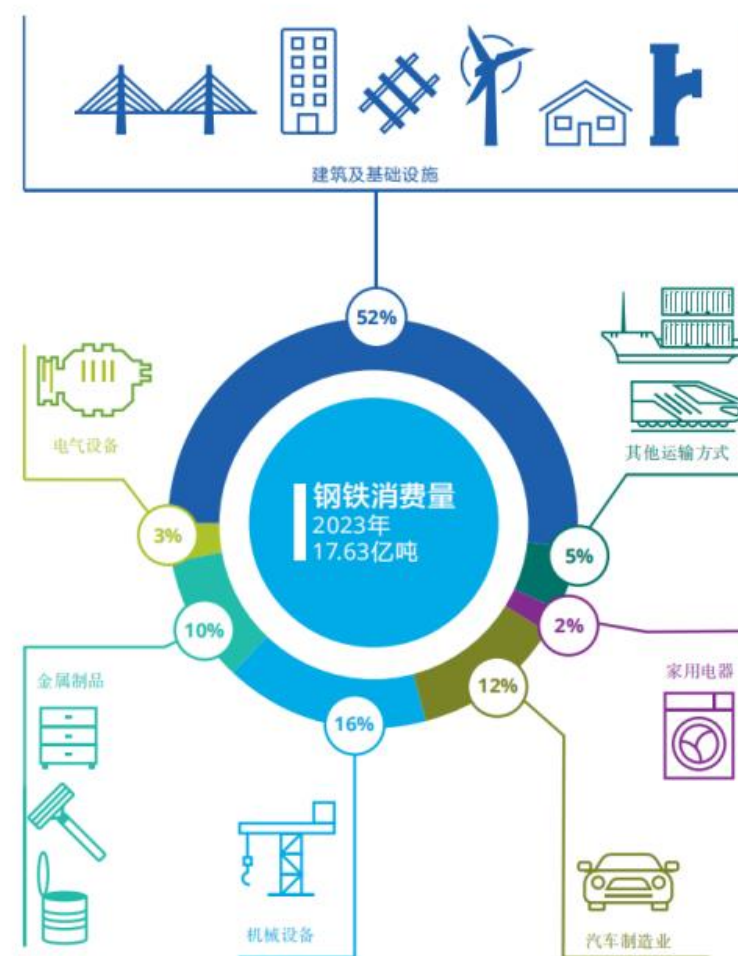 建筑及基础设施
52%
电气设备
其他运输方式
钢铁消费量
2023年
17.63亿吨
3%
5%
10%
2%
金属制品
家用电器
12%
16%
机械设备
汽车制造业